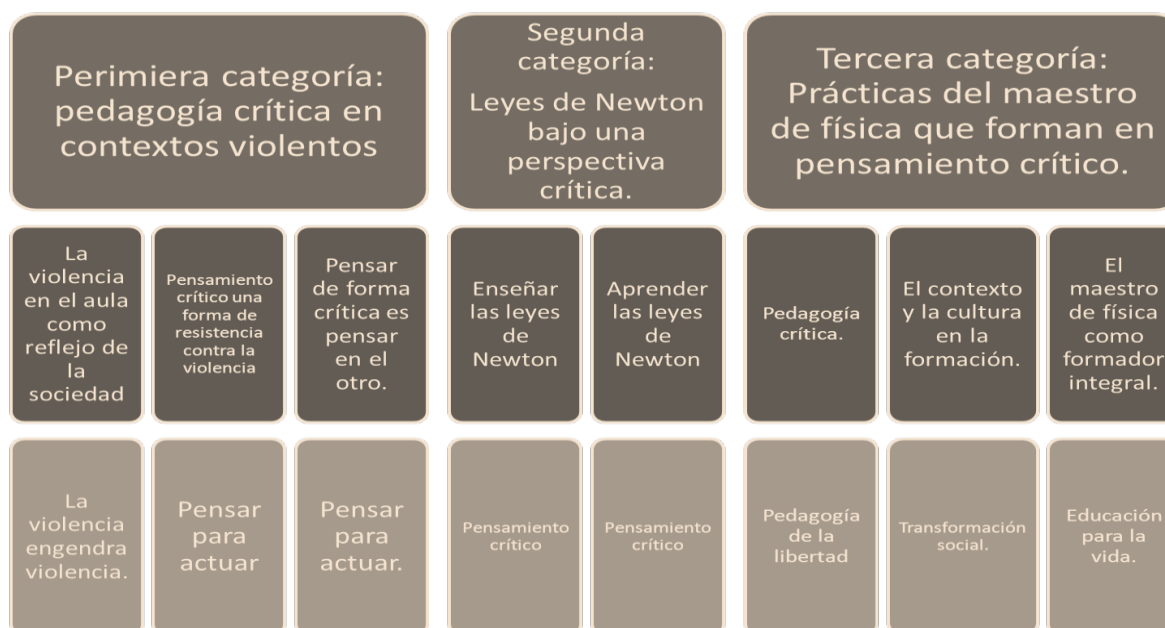 Perimiera categoría:
pedagogía crítica en
contextos violentos
Segunda
categoría:
Leyes de Newton
bajo una
perspectiva
crítica.
Tercera categoría:
Prácticas del maestro
de física que forman en
pensamiento crítico.
La
violencia
en el aula
como
reflejo de
la
sociedad
Pensamiento
crítico una
forma de
resistencia
contra la
violencia
Pensar
de forma
crítica es
pensar
en el
otro.
Enseñar
las leyes
de
Newton
Aprender
las leyes
de
Newton
Pedagogía
crítica.
El contexto
y la cultura
en la
formación.
El
maestro
de física
como
formador
integral.
La
violencia
engendra
violencia.
Pensar
para
actuar
Pensar
para
actuar.
Pensamiento
crítico
Pensamiento
crítico
Pedagogía
de la
libertad
Transformación
social.
Educación
para la
vida.